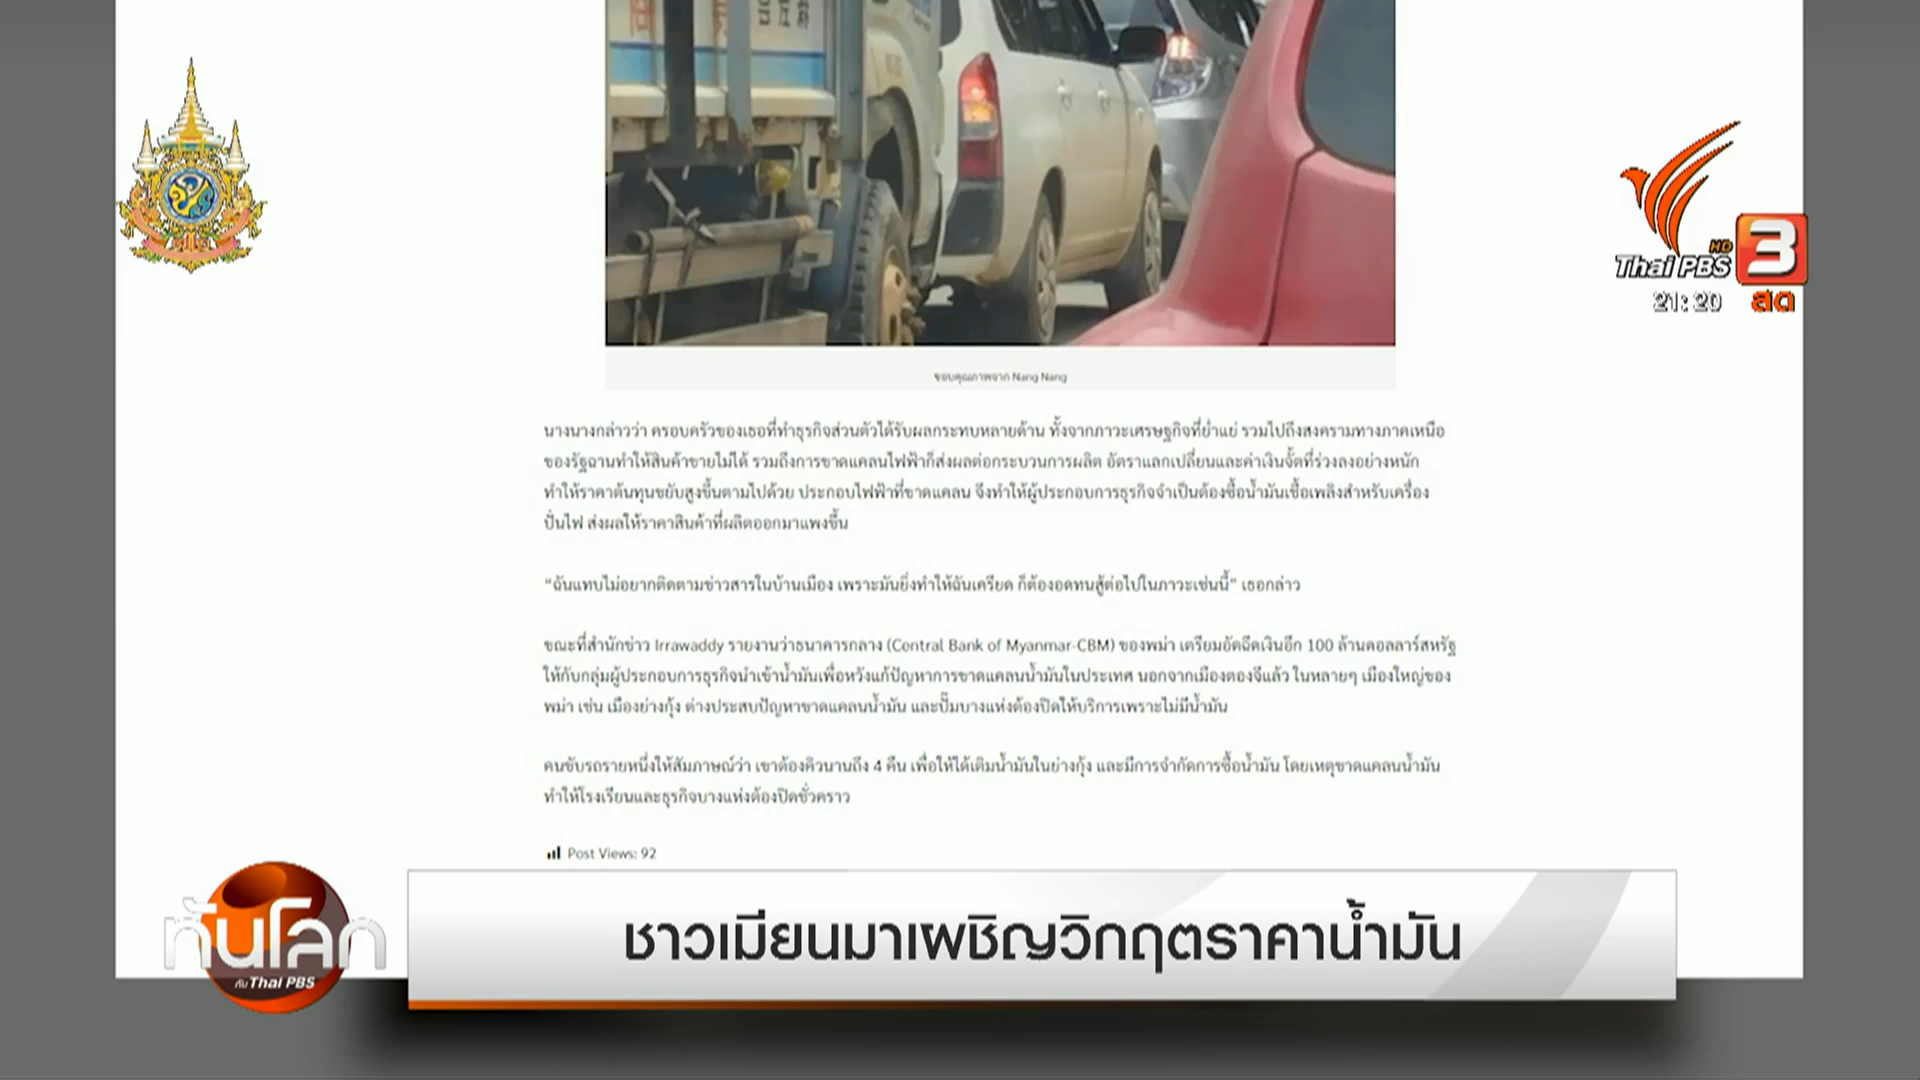 HD
Thai PBS
3
21:20
สด
ขอบคุณภาพจาก Nang Nang
นางนางกล่าวว่า ครอบครัวของเธอที่ทำธุรกิจส่วนตัวได้รับผลกระทบหลายด้าน ทั้งจากภาวะเศรษฐกิจที่ย่ำแย่ รวมไปถึงสงครามทางภาคเหนือ
ของรัฐฉานทำให้สินค้าขายไม่ได้ รวมถึงการขาดแคลนไฟฟ้าก็ส่งผลต่อกระบวนการผลิต อัตราแลกเปลี่ยนและค่าเงินจั๊ตที่ร่วงลงอย่างหนัก
ทำให้ราคาต้นทุนขยับสูงขึ้นตามไปด้วย ประกอบไฟฟ้าที่ขาดแคลน จึงทำให้ผู้ประกอบการธุรกิจจำเป็นต้องซื้อน้ำมันเชื้อเพลิงสำหรับเครื่อง
ปั่นไฟ ส่งผลให้ราคาสินค้าที่ผลิตออกมาแพงขึ้น
"ฉันแทบไม่อยากติดตามข่าวสารในบ้านเมือง เพราะมันยิ่งทำให้ฉันเครียด ก็ต้องอดทนสู้ต่อไปในภาวะเช่นนี้" เธอกล่าว
ขณะที่สำนักข่าว Irrawaddy รายงานว่าธนาคารกลาง (Central Bank of Myanmar-CBM) ของพม่า เตรียมอัดฉีดเงินอีก 100 ล้านดอลลาร์สหรัฐ
ให้กับกลุ่มผู้ประกอบการธุรกิจนำเข้าน้ำมันเพื่อหวังแก้ปัญหาการขาดแคลนน้ำมันในประเทศ นอกจากเมืองตองจีแล้ว ในหลายๆ เมืองใหญ่ของ
พม่า เช่น เมืองย่างกุ้ง ต่างประสบปัญหาขาดแคลนน้ำมัน และปั๊มบางแห่งต้องปิดให้บริการเพราะไม่มีน้ำมัน
คนขับรถรายหนึ่งให้สัมภาษณ์ว่า เขาต้องคิวนานถึง 4 คืน เพื่อให้ได้เติมน้ำมันในย่างกุ้ง และมีการจำกัดการซื้อน้ำมัน โดยเหตุขาดแคลนน้ำมัน
ทำให้โรงเรียนและธุรกิจบางแห่งต้องปิดชั่วคราว
Post Views: 92
ทันโลก
กับ Thai PBS
ชาวเมียนมาเผชิญวิกฤตราคาน้ำมัน